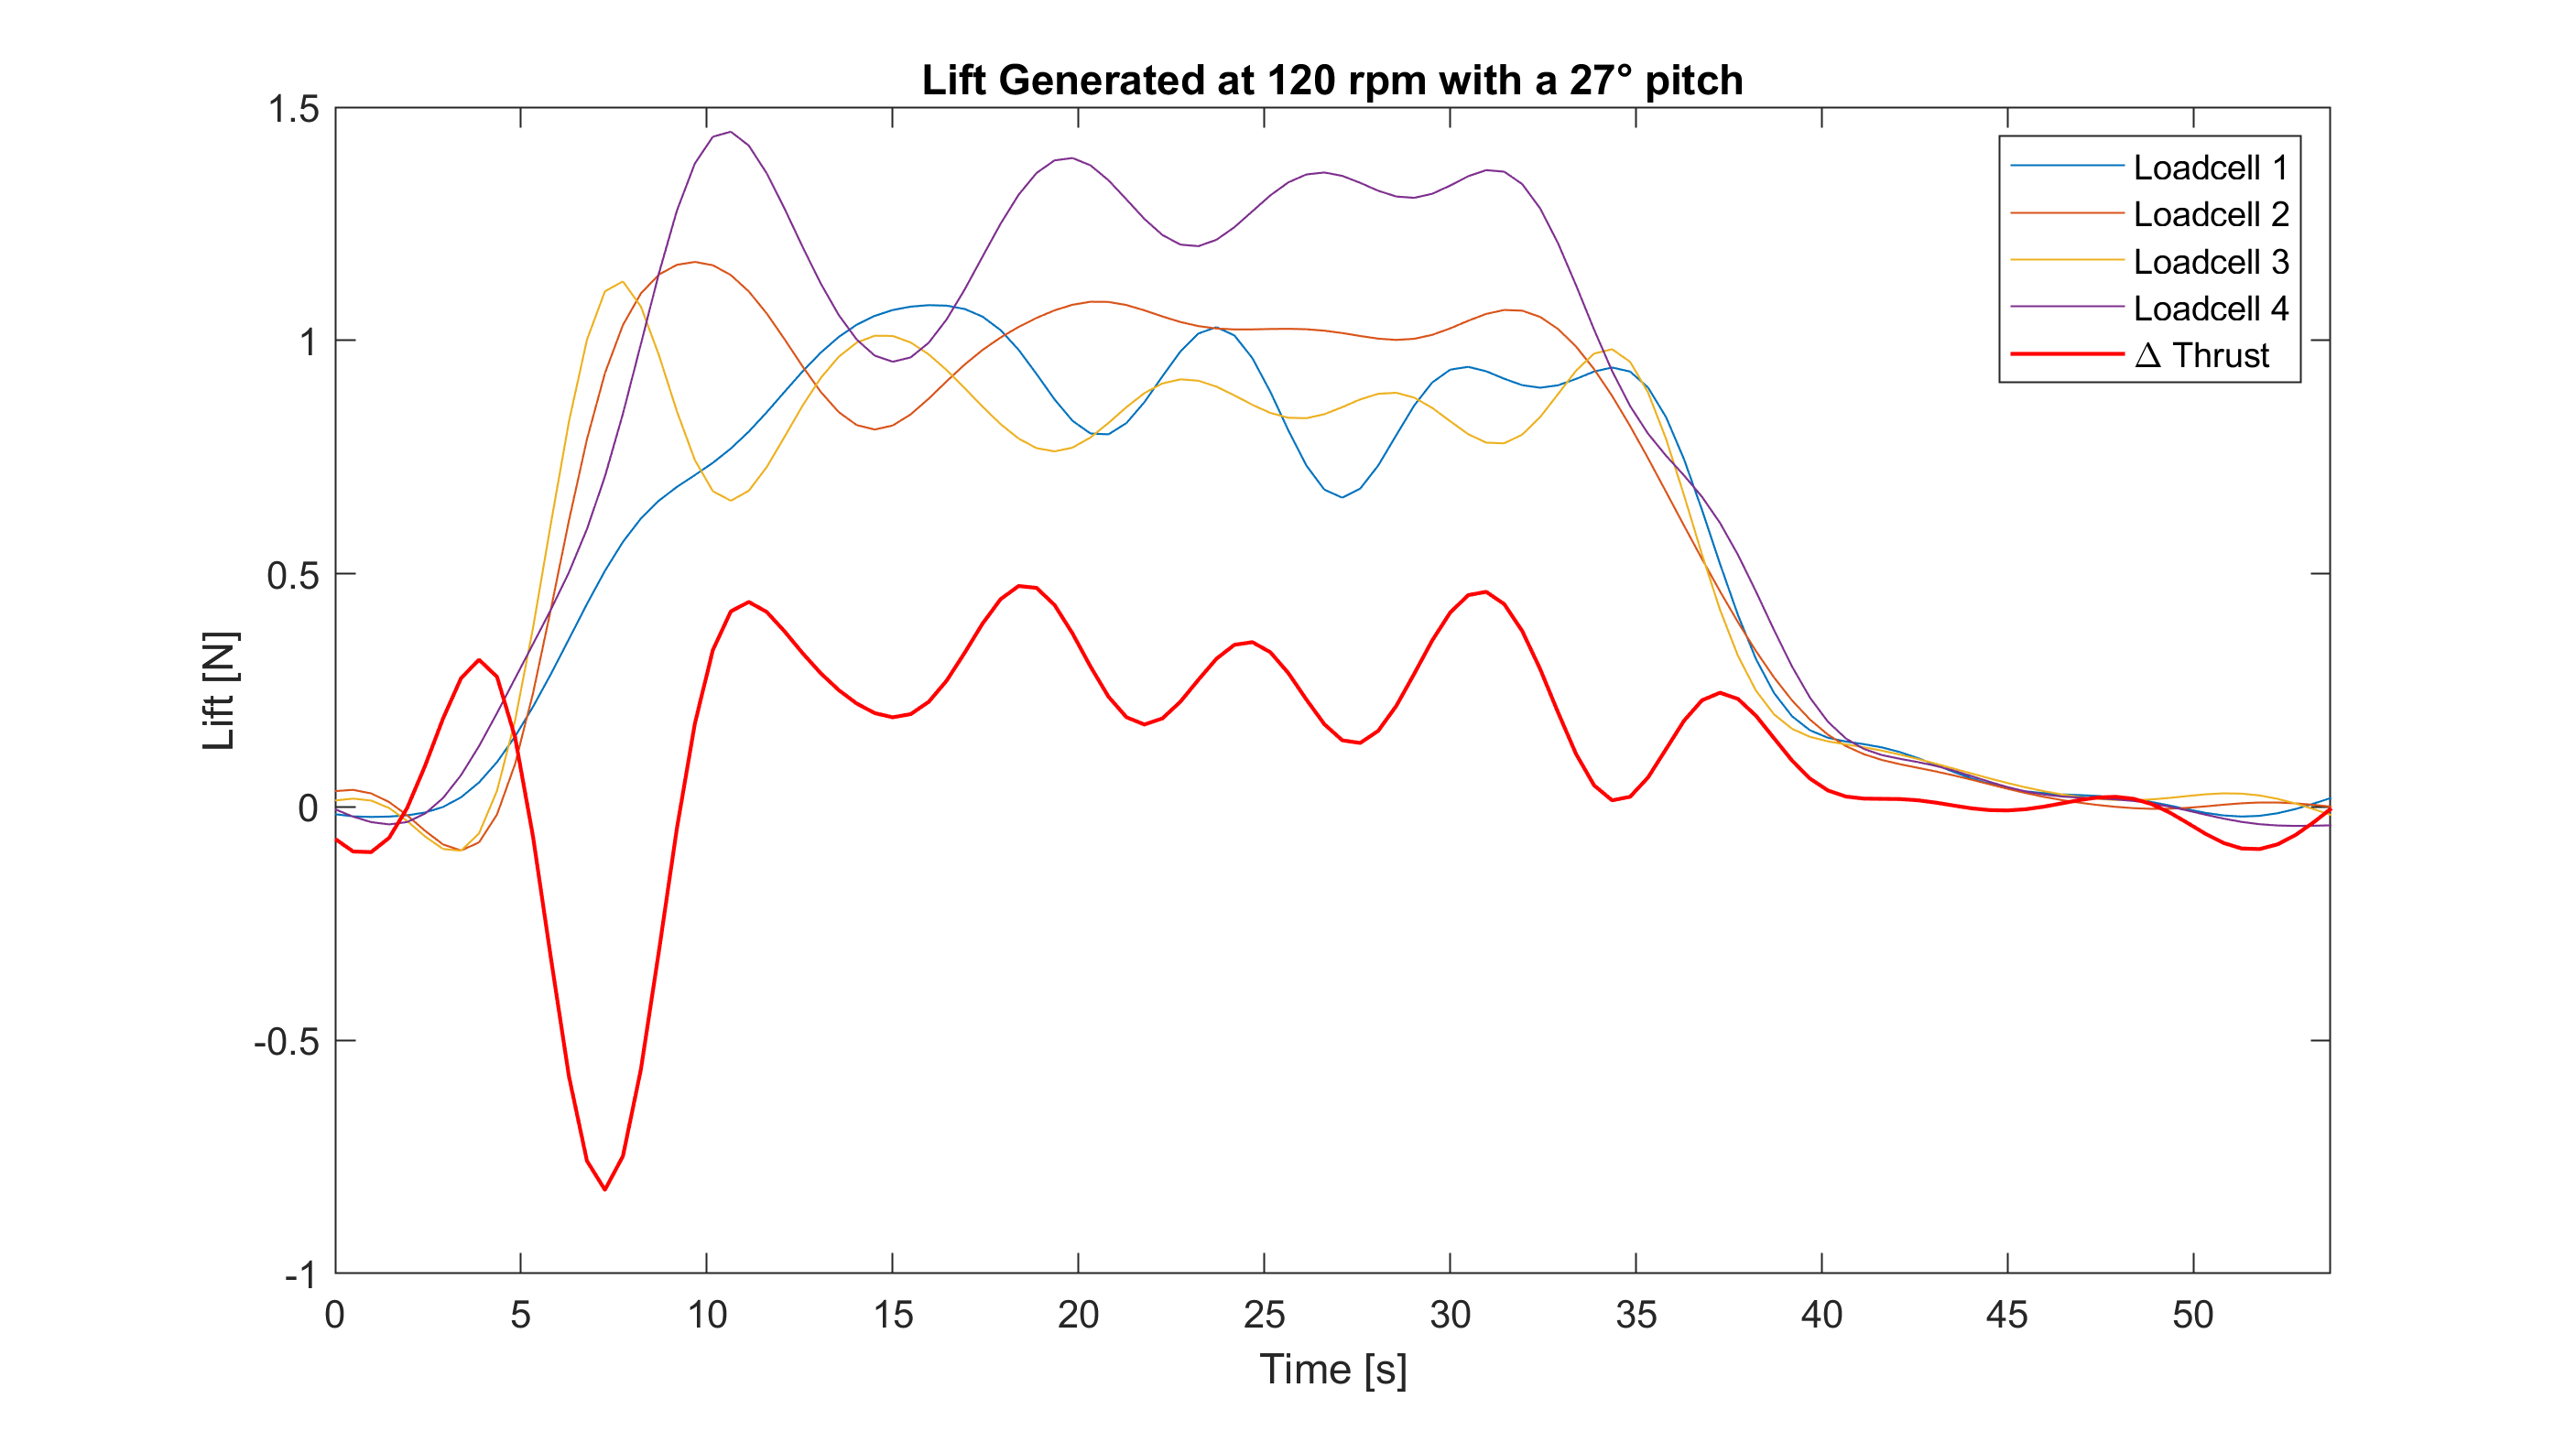 Lift Generated at 120 rpm with a 27° pitch
1.5
1
0.5
0
-0.5
-1
Lift [N]
Loadcell 1
Loadcell 2
Loadcell 3
Loadcell 4
Δ Thrust
0 5 10 15 20 25 30 35 40 45 50
Time [s]